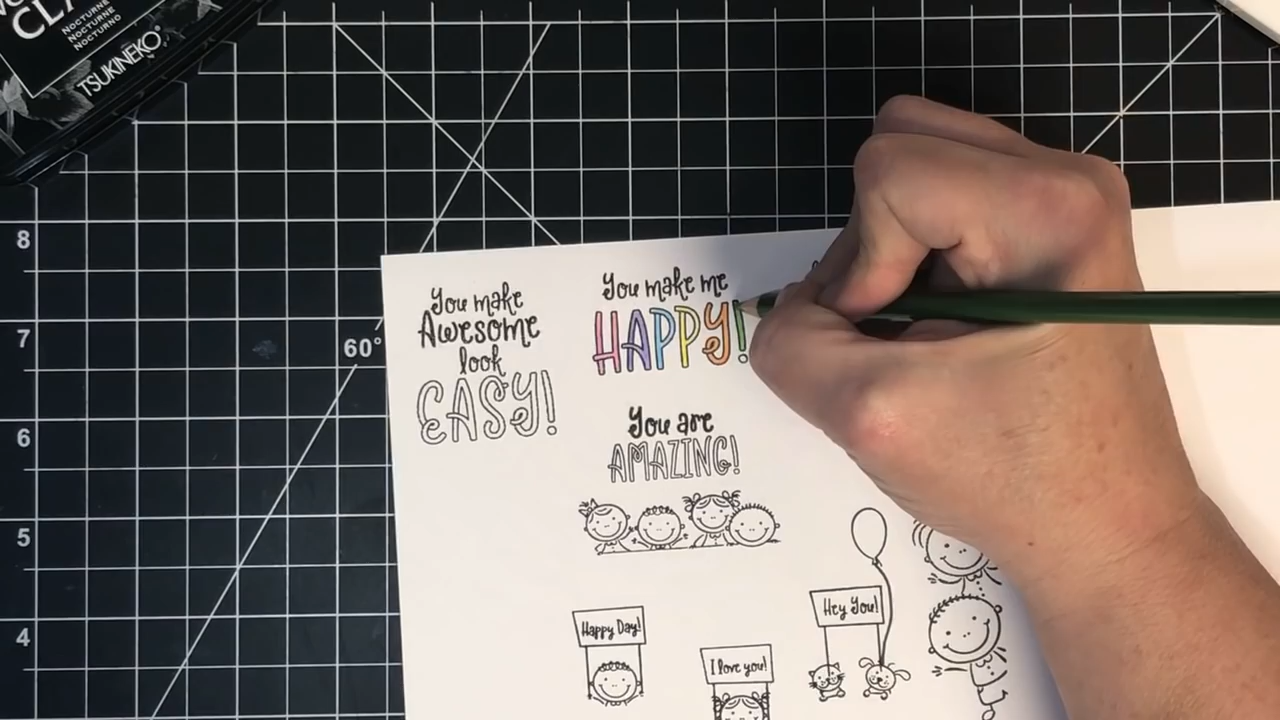 NOCTURNE
NOCTURNE
NOCTURNO
TSUKINEKO
8
7
6
5
4
60°
You make
Awesome
look
EASY!
You make me
HAPPY!
You are
AMAZING!
Happy Day!
I love you!
Hey You!